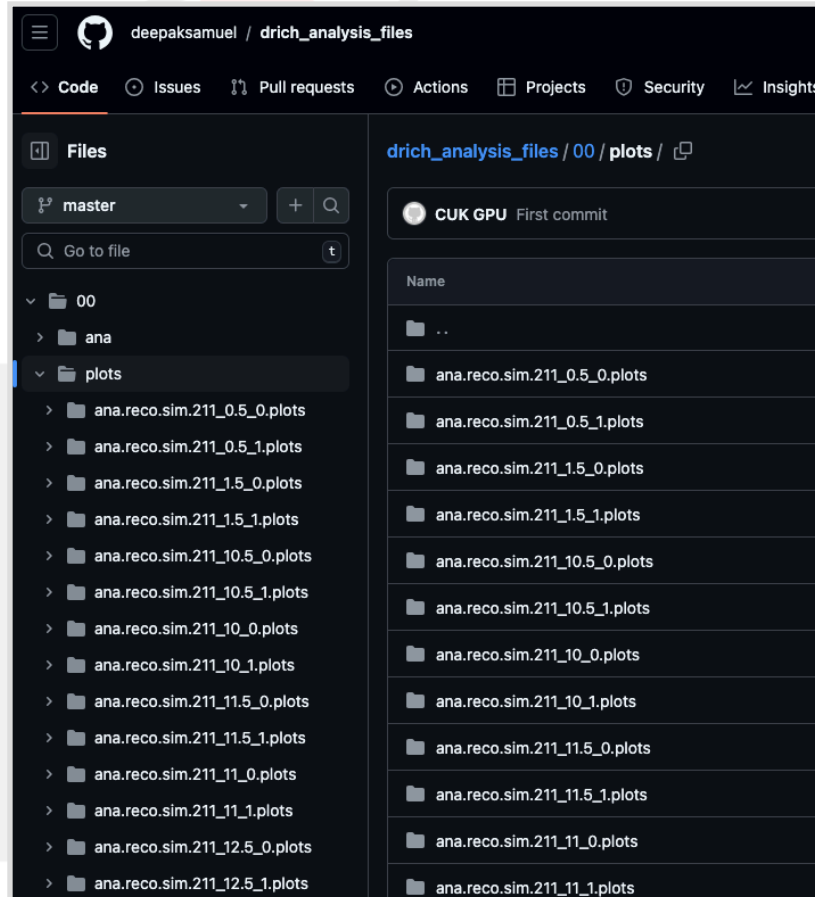 deepaksamuel / drich_analysis_files
Code Issues Pull requests Actions Projects Security Insights
Files
master
Go to file t
00
ana
plots
ana.reco.sim.211_0.5_0.plots
ana.reco.sim.211_0.5_1.plots
ana.reco.sim.211_1.5_0.plots
ana.reco.sim.211_1.5_1.plots
ana.reco.sim.211_10.5_0.plots
ana.reco.sim.211_10.5_1.plots
ana.reco.sim.211_10_0.plots
ana.reco.sim.211_10_1.plots
ana.reco.sim.211_11.5_0.plots
ana.reco.sim.211_11.5_1.plots
ana.reco.sim.211_11_0.plots
ana.reco.sim.211_11_1.plots
ana.reco.sim.211_12.5_0.plots
ana.reco.sim.211_12.5_1.plots
drich_analysis_files / 00 / plots /
CUK GPU First commit
Name
..
ana.reco.sim.211_0.5_0.plots
ana.reco.sim.211_0.5_1.plots
ana.reco.sim.211_1.5_0.plots
ana.reco.sim.211_1.5_1.plots
ana.reco.sim.211_10.5_0.plots
ana.reco.sim.211_10.5_1.plots
ana.reco.sim.211_10_0.plots
ana.reco.sim.211_10_1.plots
ana.reco.sim.211_11.5_0.plots
ana.reco.sim.211_11.5_1.plots
ana.reco.sim.211_11_0.plots
ana.reco.sim.211_11_1.plots